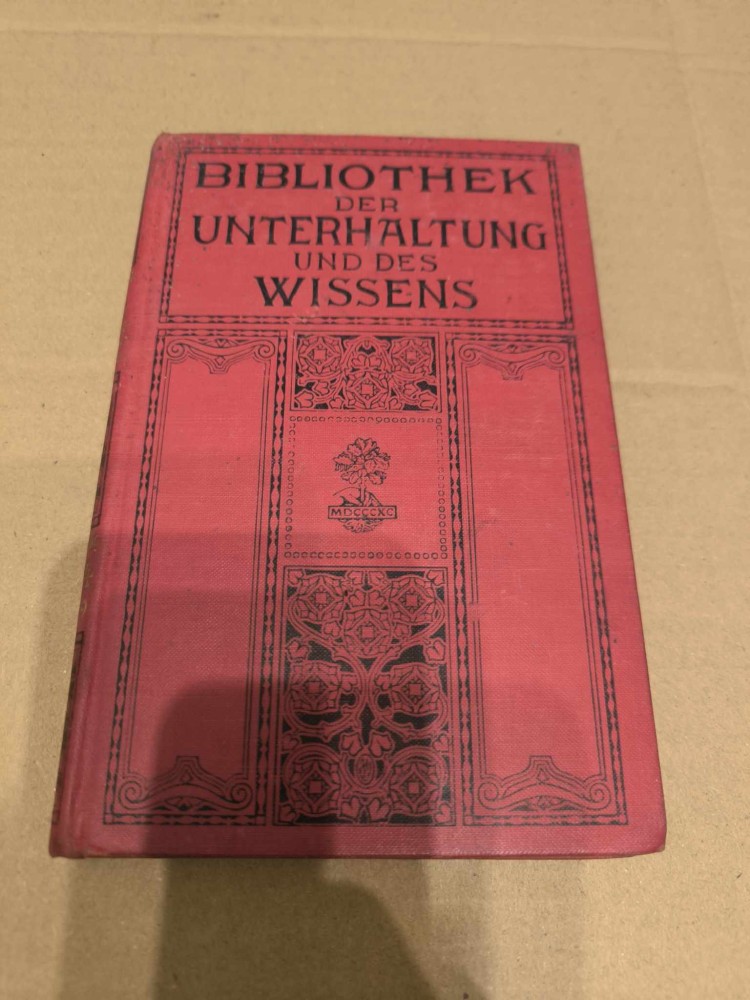 BIBLIOTHEK
DER
UNTERHALTUNG
UND DES
WISSENS
MDCCCXC